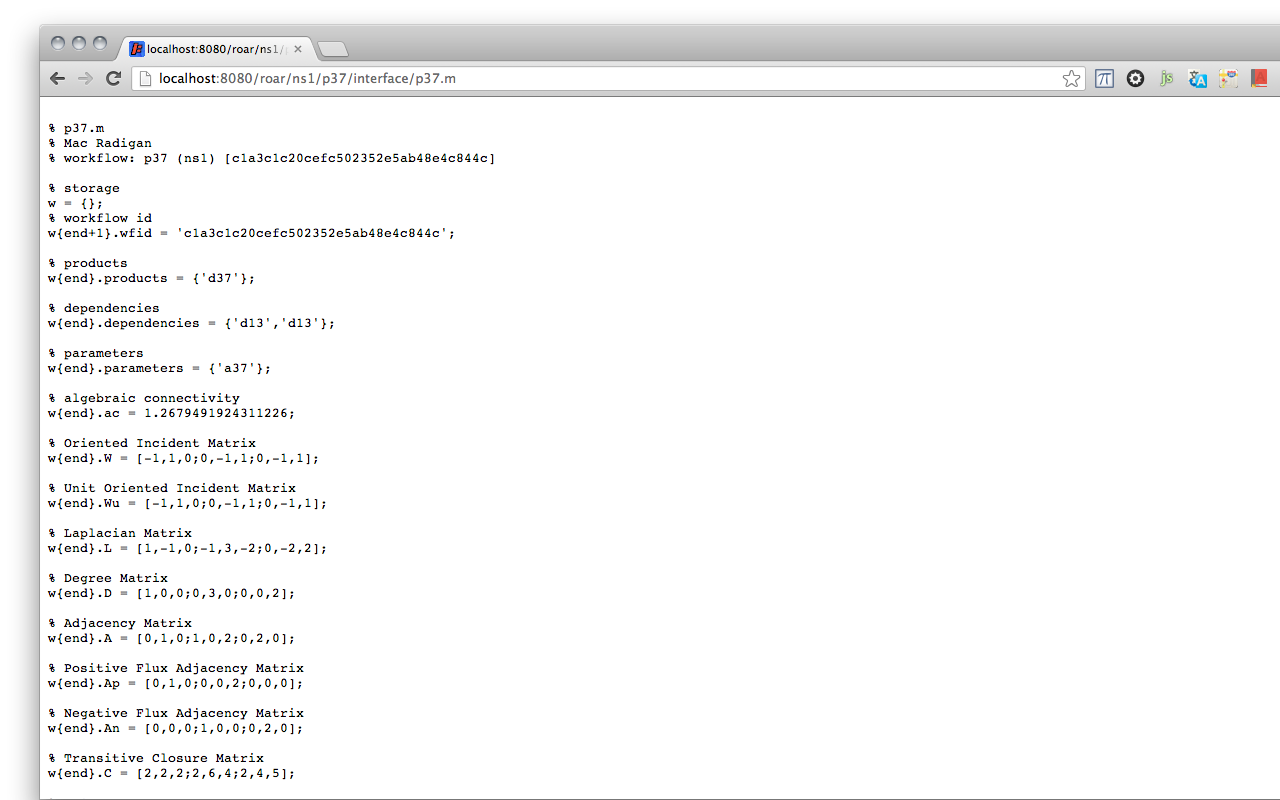 localhost:8080/roar/ns1/
localhost:8080/roar/ns1/p37/interface/p37.m
π
js
% p37.m
% Mac Radigan
% workflow: p37 (ns1) [c1a3c1c20cefc502352e5ab48e4c844c]
% storage
w = {};
% workflow id
w{end+1}.wfid = 'c1a3c1c20cefc502352e5ab48e4c844c';
% products
w{end}.products = {'d37'};
% dependencies
w{end}.dependencies = {'d13','d13'};
% parameters
w{end}.parameters = {'a37'};
% algebraic connectivity
w{end}.ac = 1.2679491924311226;
% Oriented Incident Matrix
w{end}.W = [-1,1,0;0,-1,1;0,-1,1];
% Unit Oriented Incident Matrix
w{end}.Wu = [-1,1,0;0,-1,1;0,-1,1];
% Laplacian Matrix
w{end}.L = [1,-1,0;-1,3,-2;0,-2,2];
% Degree Matrix
w{end}.D = [1,0,0;0,3,0;0,0,2];
% Adjacency Matrix
w{end}.A = [0,1,0;1,0,2;0,2,0];
% Positive Flux Adjacency Matrix
w{end}.Ap = [0,1,0;0,0,2;0,0,0];
% Negative Flux Adjacency Matrix
w{end}.An = [0,0,0;1,0,0;0,2,0];
% Transitive Closure Matrix
w{end}.C = [2,2,2;2,6,4;2,4,5];